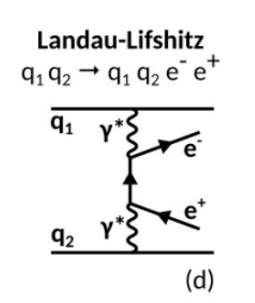 Landau-Lifshitz
q₁ q₂ → q₁ q₂ e⁻ e⁺
q₁ γ*
e⁻
e⁺
q₂ γ*
(d)